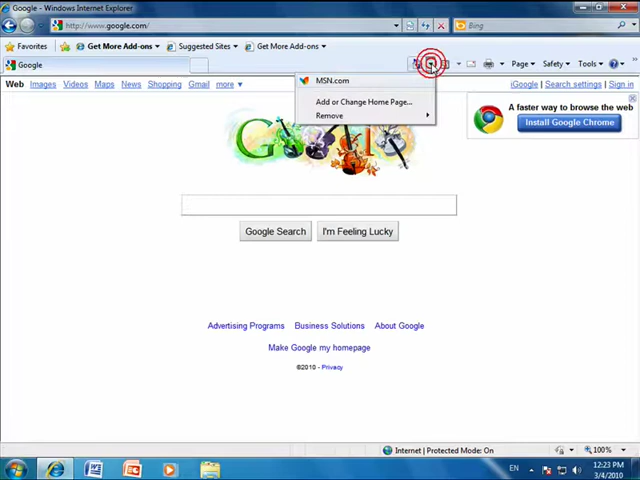 Google - Windows Internet Explorer
http://www.google.com/
Bing
Favorites Get More Add-ons Suggested Sites Get More Add-ons
Google
Page Safety Tools »
MSN.com
Add or Change Home Page...
Remove
Web Images Videos Maps News Shopping Gmail more
iGoogle | Search settings | Sign in
A faster way to browse the web
Install Google Chrome
Google Search I'm Feeling Lucky
Advertising Programs Business Solutions About Google
Make Google my homepage
©2010 - Privacy
Internet | Protected Mode: On
100%
EN
12:23 PM
3/4/2010